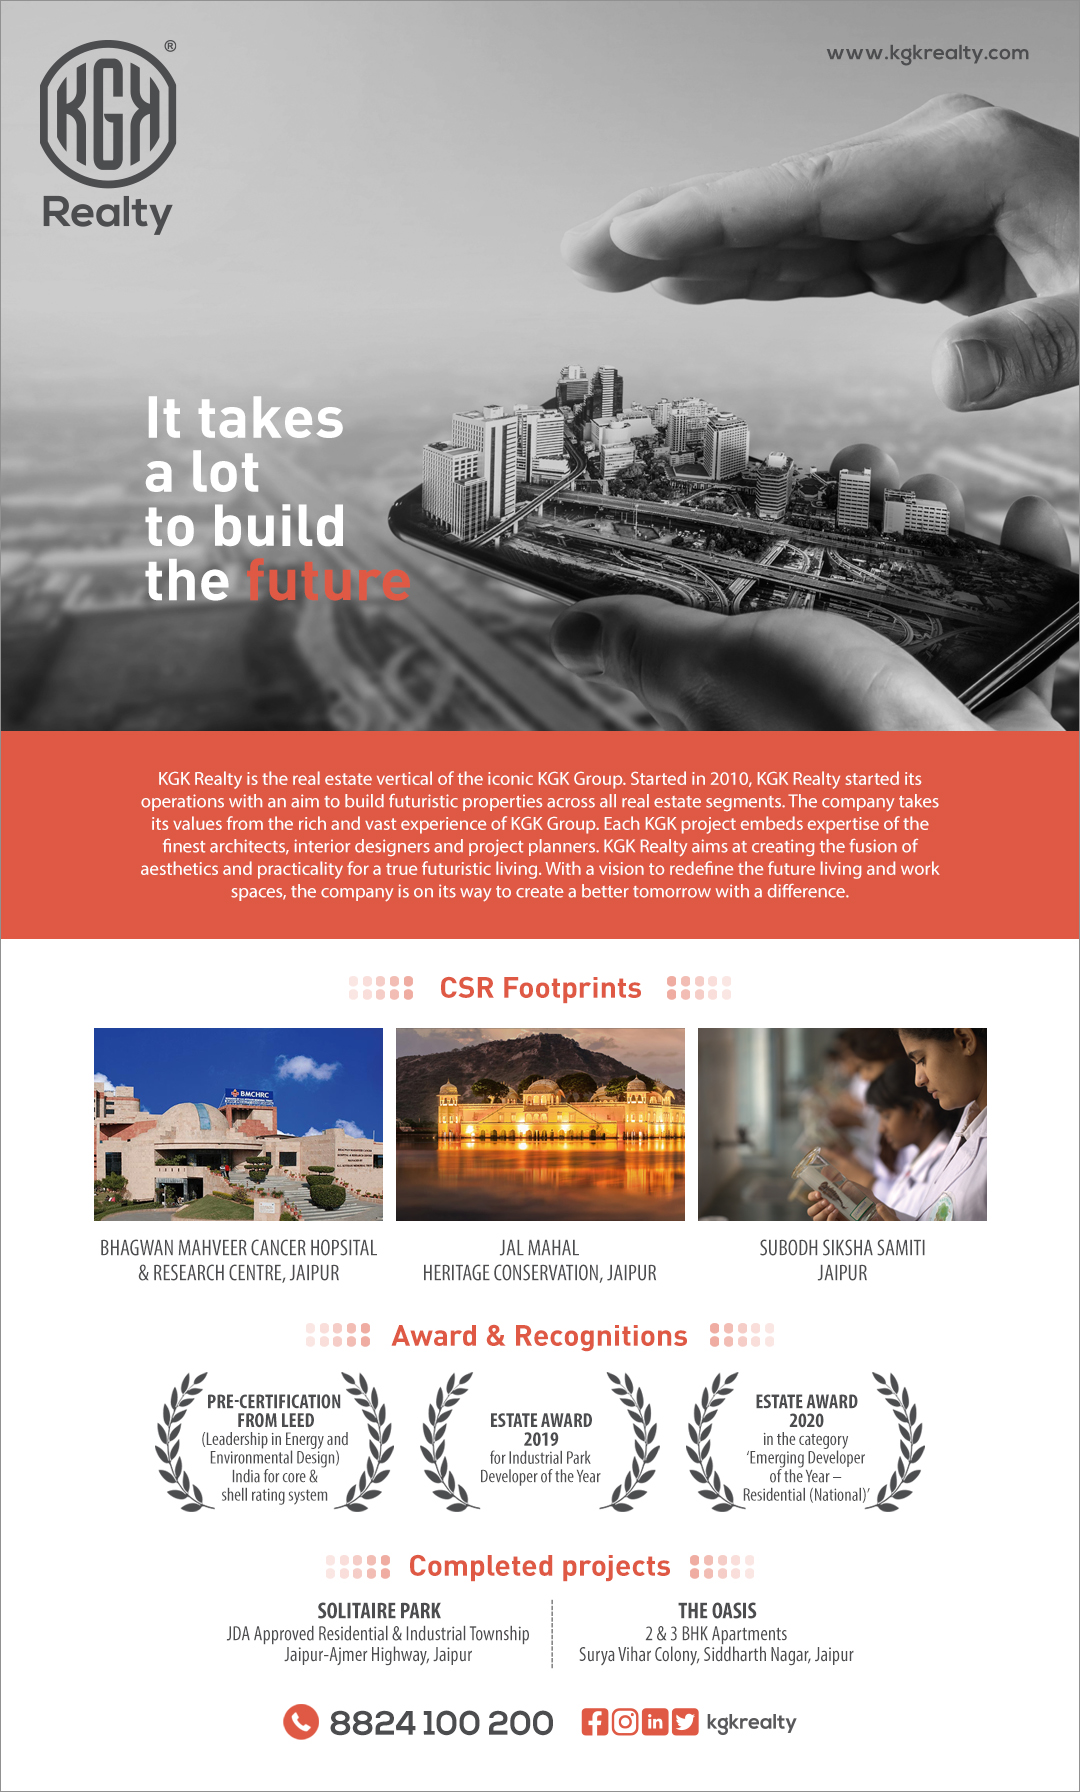 KGK
®
Realty
www.kgkrealty.com
It takes
a lot
to build
the future
KGK Realty is the real estate vertical of the iconic KGK Group. Started in 2010, KGK Realty started its
operations with an aim to build futuristic properties across all real estate segments. The company takes
its values from the rich and vast experience of KGK Group. Each KGK project embeds expertise of the
finest architects, interior designers and project planners. KGK Realty aims at creating the fusion of
aesthetics and practicality for a true futuristic living. With a vision to redefine the future living and work
spaces, the company is on its way to create a better tomorrow with a difference.
CSR Footprints
BMCHRC
BHAGWAN MAHVEER CANCER HOPSITAL
& RESEARCH CENTRE, JAIPUR
JAL MAHAL
HERITAGE CONSERVATION, JAIPUR
SUBODH SIKSHA SAMITI
JAIPUR
Award & Recognitions
PRE-CERTIFICATION
FROM LEED
(Leadership in Energy and
Environmental Design)
India for core &
shell rating system
ESTATE AWARD
2019
for Industrial Park
Developer of the Year
ESTATE AWARD
2020
in the category
‘Emerging Developer
of the Year –
Residential (National)’
Completed projects
SOLITAIRE PARK
JDA Approved Residential & Industrial Township
Jaipur-Ajmer Highway, Jaipur
THE OASIS
2 & 3 BHK Apartments
Surya Vihar Colony, Siddharth Nagar, Jaipur
8824 100 200
kgkrealty